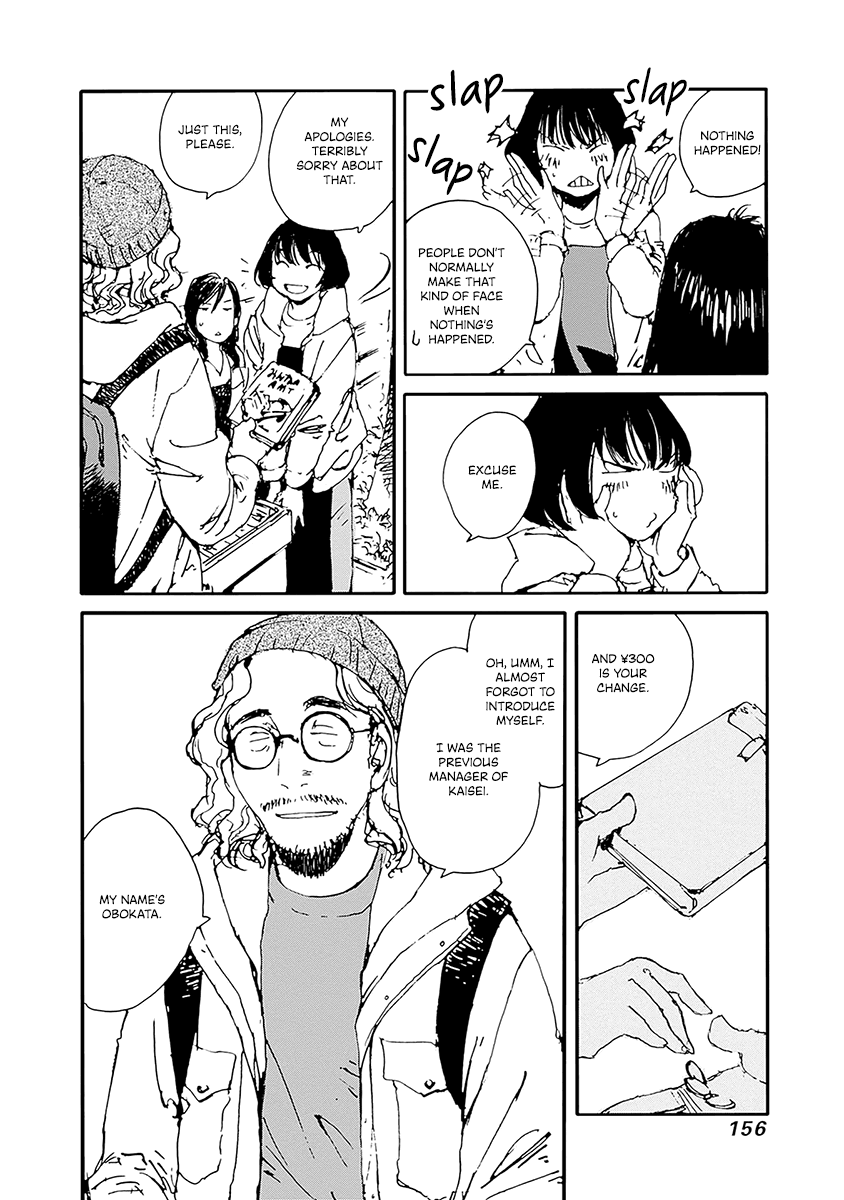 slap
slap
slap
NOTHING
HAPPENED!
PEOPLE DON'T
NORMALLY
MAKE THAT
KIND OF FACE
WHEN
NOTHING'S
HAPPENED.
EXCUSE
ME.
MY
APOLOGIES.
TERRIBLY
SORRY ABOUT
THAT.
JUST THIS,
PLEASE.
AND ¥300
IS YOUR
CHANGE.
OH, UMM, I
ALMOST
FORGOT TO
INTRODUCE
MYSELF.
I WAS THE
PREVIOUS
MANAGER OF
KAISEI.
MY NAME'S
OBOKATA.
156